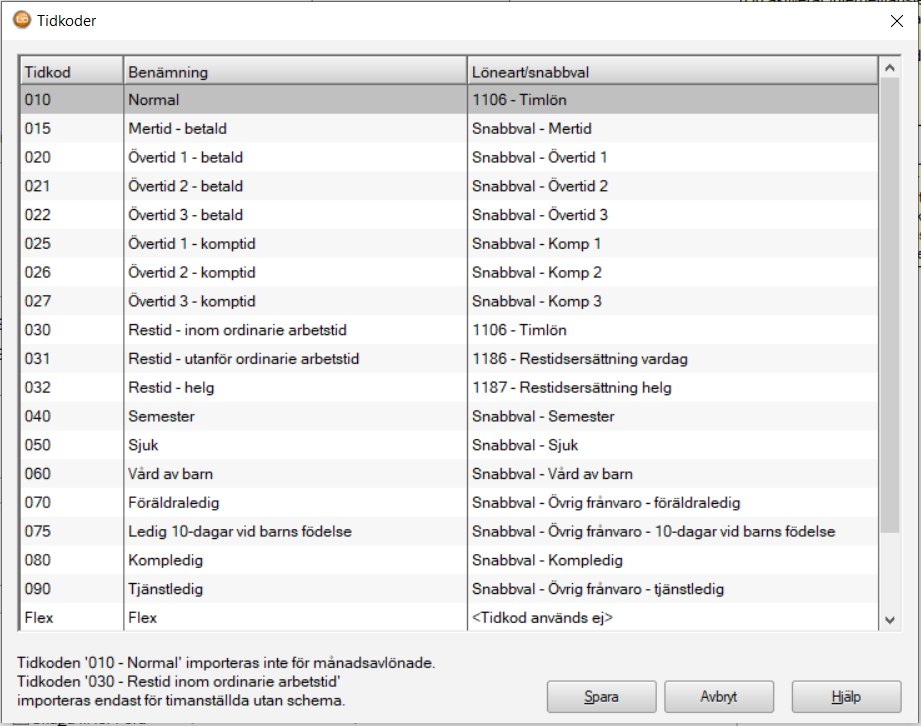 Tidkoder
Tidkod Benämning Löneart/snabbval
010 Normal 1106 - Timlön
015 Mertid - betald Snabbval - Mertid
020 Övertid 1 - betald Snabbval - Övertid 1
021 Övertid 2 - betald Snabbval - Övertid 2
022 Övertid 3 - betald Snabbval - Övertid 3
025 Övertid 1 - komptid Snabbval - Komp 1
026 Övertid 2 - komptid Snabbval - Komp 2
027 Övertid 3 - komptid Snabbval - Komp 3
030 Restid - inom ordinarie arbetstid 1106 - Timlön
031 Restid - utanför ordinarie arbetstid 1186 - Restidsersättning vardag
032 Restid - helg 1187 - Restidsersättning helg
040 Semester Snabbval - Semester
050 Sjuk Snabbval - Sjuk
060 Vård av barn Snabbval - Vård av barn
070 Föräldraledig Snabbval - Övrig frånvaro - föräldraledig
075 Ledig 10-dagar vid barns födelse Snabbval - Övrig frånvaro - 10-dagar vid barns födelse
080 Kompledig Snabbval - Kompledig
090 Tjänstledig Snabbval - Övrig frånvaro - tjänstledig
Flex Flex <Tidkod används ej>
Tidkoden '010 - Normal' importeras inte för månadsavlönade.
Tidkoden '030 - Restid inom ordinarie arbetstid'
importeras endast för timanställda utan schema.
Spara Avbryt Hjälp